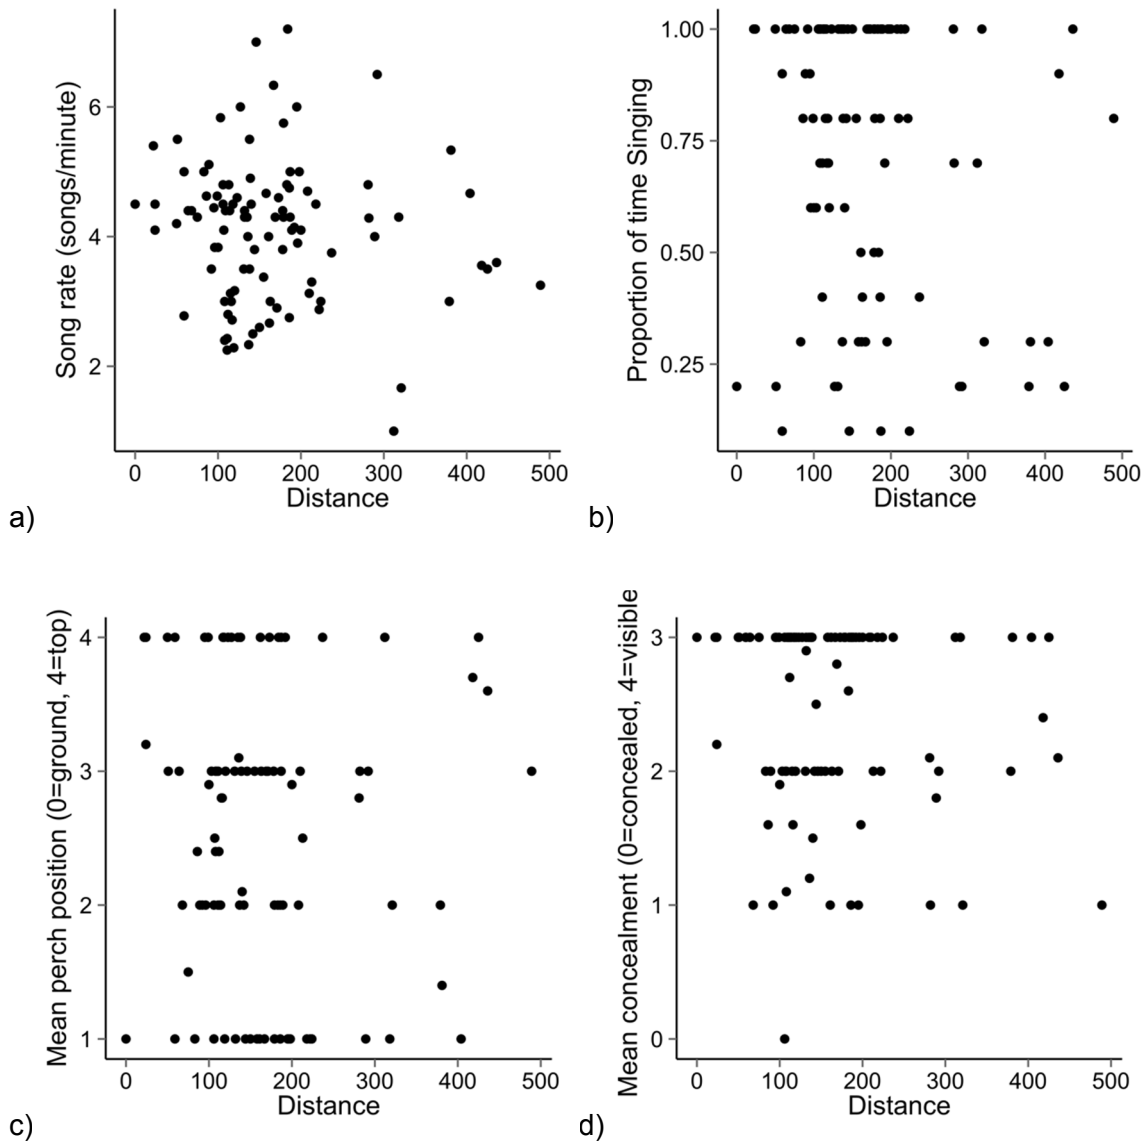 Song rate (songs/minute)
6
4
2
0 100 200 300 400 500
Distance
a)
Proportion of time Singing
1.00
0.75
0.50
0.25
0 100 200 300 400 500
Distance
b)
Mean perch position (0=ground, 4=top)
4
3
2
1
0 100 200 300 400 500
Distance
c)
Mean concealment (0=concealed, 4=visible
3
2
1
0
0 100 200 300 400 500
Distance
d)